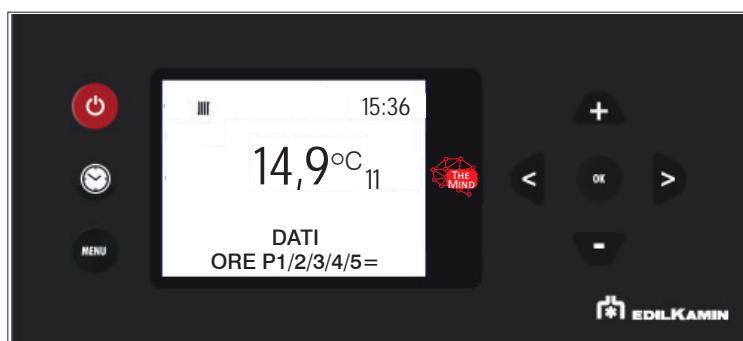 15:36
14,9°C 11
THE
MIND
DATI
ORE P1/2/3/4/5=
MENU
+
<
OK
>
-
EDILKAMIN